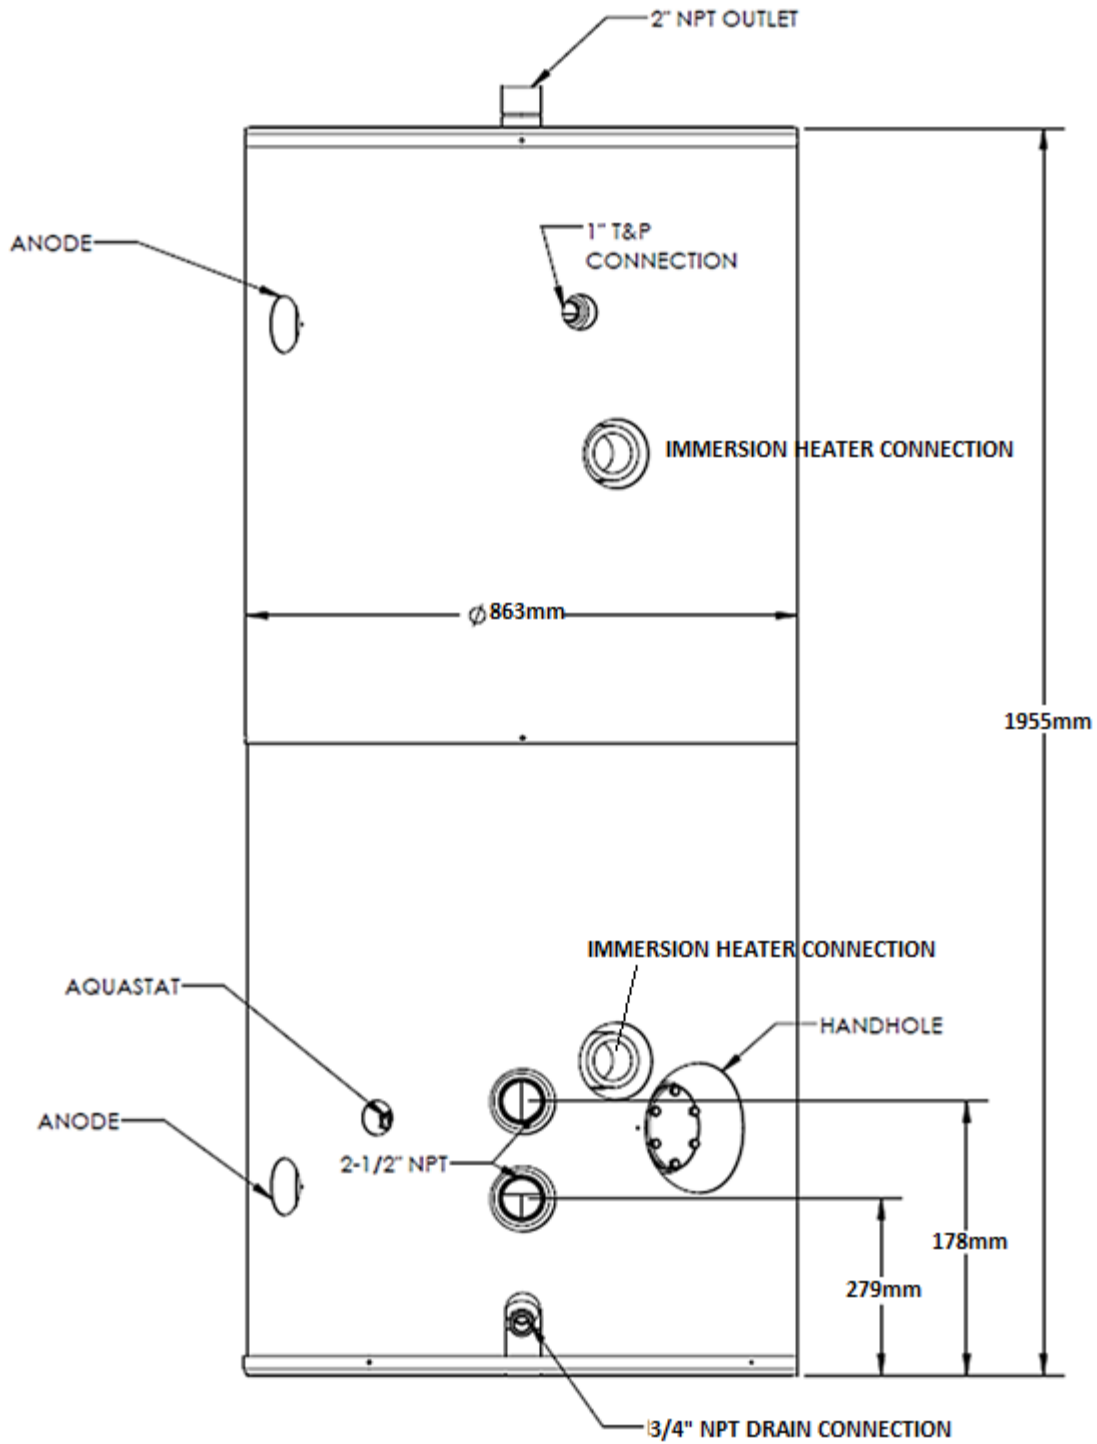 2" NPT OUTLET
ANODE
1" T&P
CONNECTION
IMMERSION HEATER CONNECTION
⌀863mm
1955mm
IMMERSION HEATER CONNECTION
AQUASTAT
HANDHOLE
ANODE
2-1/2" NPT
178mm
279mm
3/4" NPT DRAIN CONNECTION